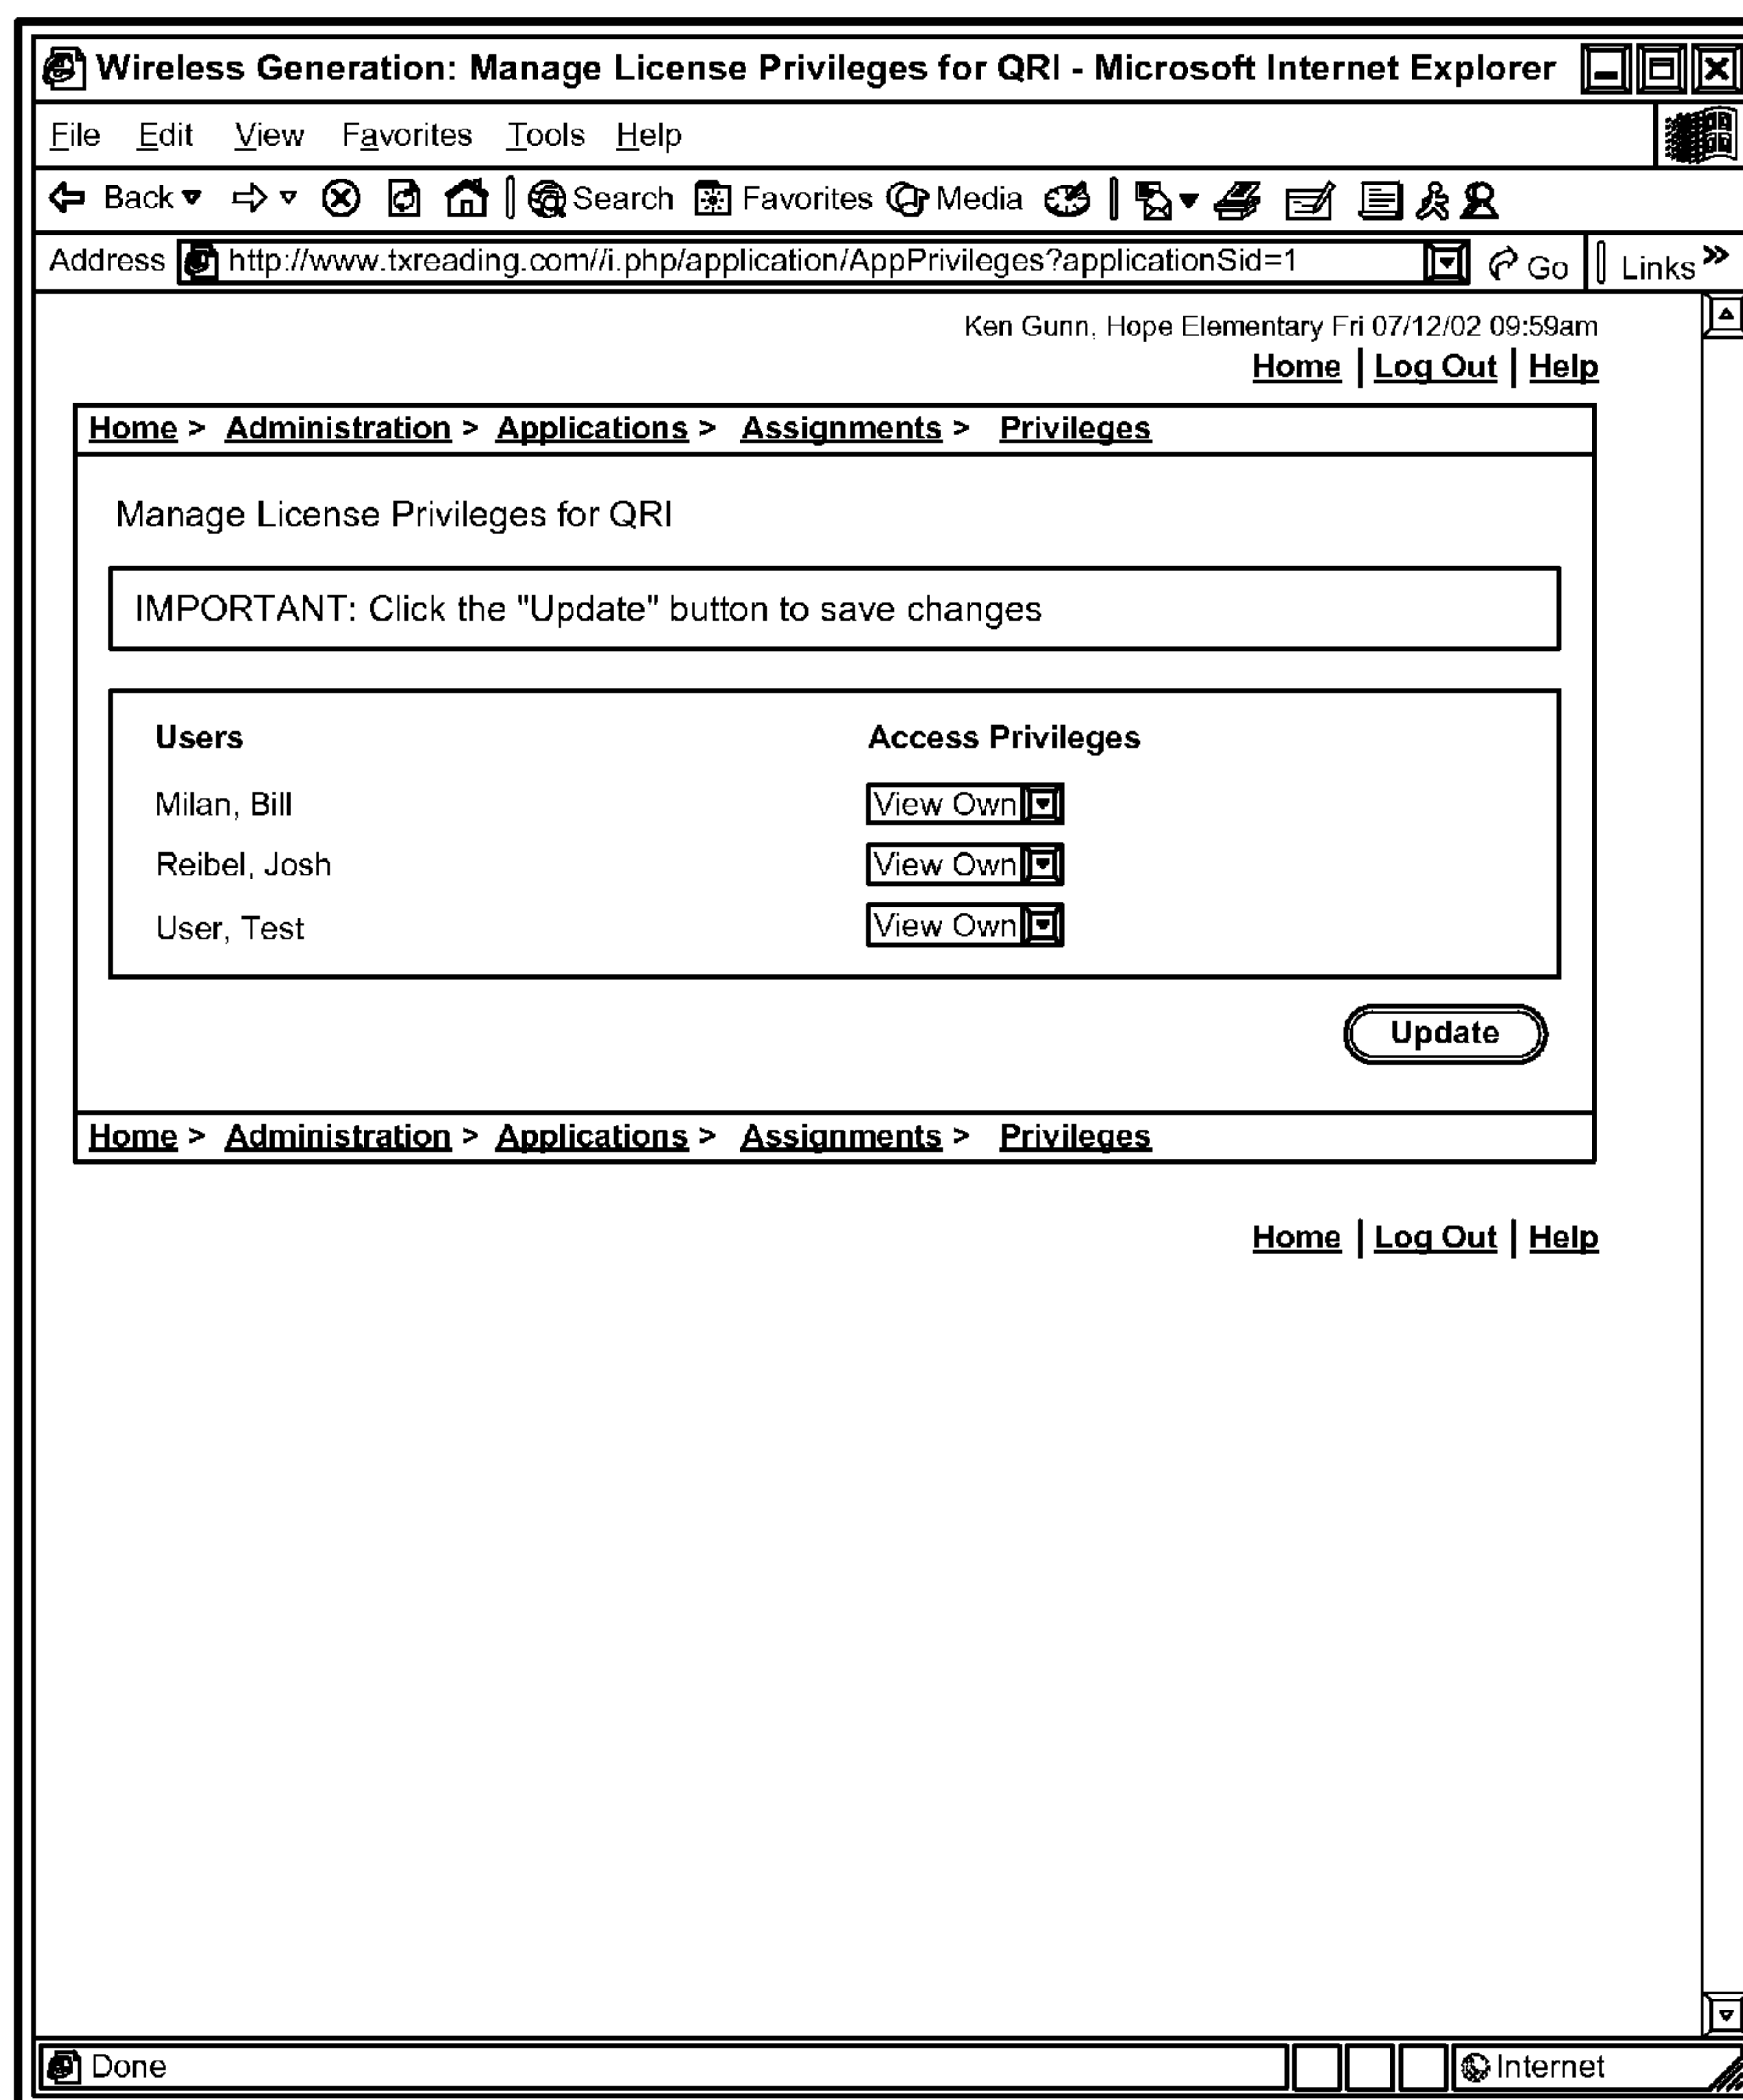 Wireless Generation: Manage License Privileges for QRI - Microsoft Internet Explorer
File Edit View Favorites Tools Help
Back Search Favorites Media
Address http://www.txreading.com//i.php/application/AppPrivileges?applicationSid=1 Go Links »
Ken Gunn, Hope Elementary Fri 07/12/02 09:59am
Home | Log Out | Help
Home > Administration > Applications > Assignments > Privileges
Manage License Privileges for QRI
IMPORTANT: Click the "Update" button to save changes
Users Access Privileges
Milan, Bill View Own
Reibel, Josh View Own
User, Test View Own
Update
Home > Administration > Applications > Assignments > Privileges
Home | Log Out | Help
Done Internet